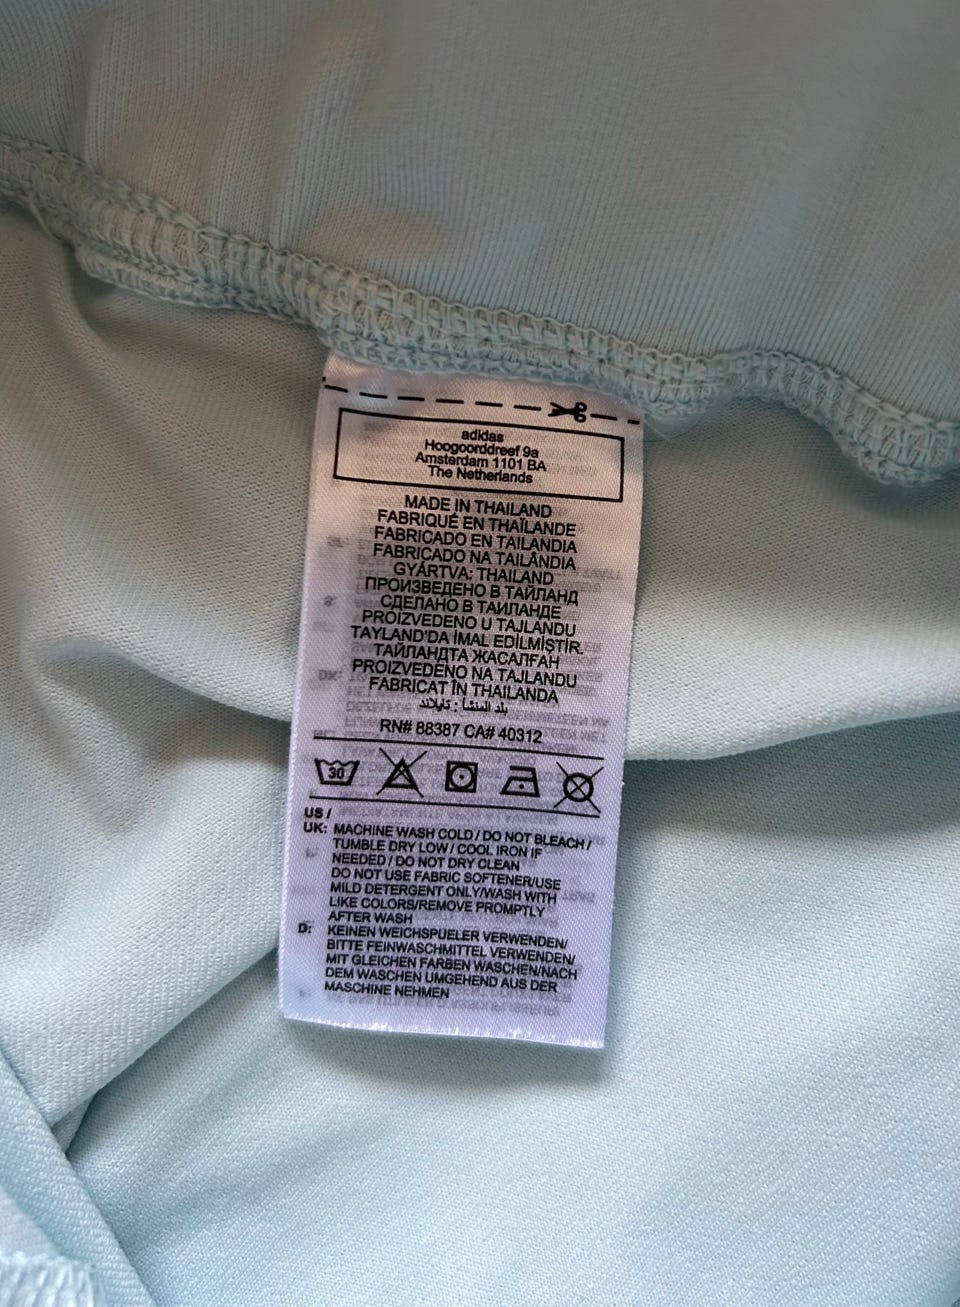 adidas
Hoogoorddreef 9a
Amsterdam 1101 BA
The Netherlands
MADE IN THAILAND
FABRIQUÉ EN THAÏLANDE
FABRICADO EN TAILANDIA
FABRICADO NA TAILÂNDIA
GYÁRTVA: THAILAND
ПРОИЗВЕДЕНО В ТАЙЛАНД
СДЕЛАНО В ТАИЛАНДЕ
PROIZVEDENO U TAJLANDU
TAYLAND'DA İMAL EDİLMİŞTİR.
ТАЙЛАНДТА ЖАСАЛҒАН
PROIZVEDENO NA TAJLANDU
FABRICAT ÎN THAILANDA
بلد المنشأ : تايلاند
RN# 88387 CA# 40312
30
US /
UK: MACHINE WASH COLD / DO NOT BLEACH /
TUMBLE DRY LOW / COOL IRON IF
NEEDED / DO NOT DRY CLEAN
DO NOT USE FABRIC SOFTENER/USE
MILD DETERGENT ONLY/WASH WITH
LIKE COLORS/REMOVE PROMPTLY
AFTER WASH
D: KEINEN WEICHSPUELER VERWENDEN/
BITTE FEINWASCHMITTEL VERWENDEN/
MIT GLEICHEN FARBEN WASCHEN/NACH
DEM WASCHEN UMGEHEND AUS DER
MASCHINE NEHMEN